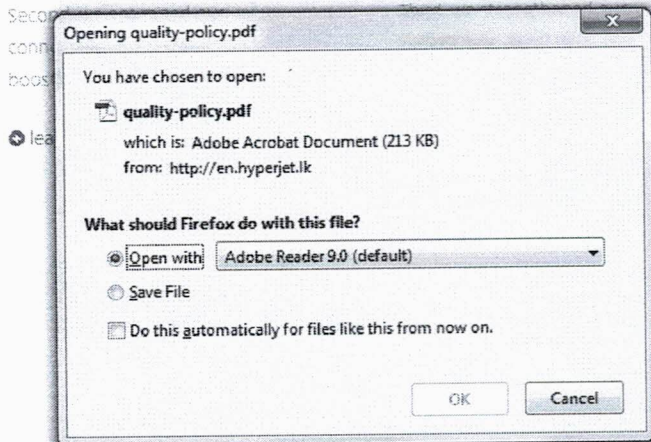 Opening quality-policy.pdf
You have chosen to open:
quality-policy.pdf
which is: Adobe Acrobat Document (213 KB)
from: http://en.hyperjet.lk
What should Firefox do with this file?
Open with Adobe Reader 9.0 (default)
Save File
Do this automatically for files like this from now on.
OK Cancel